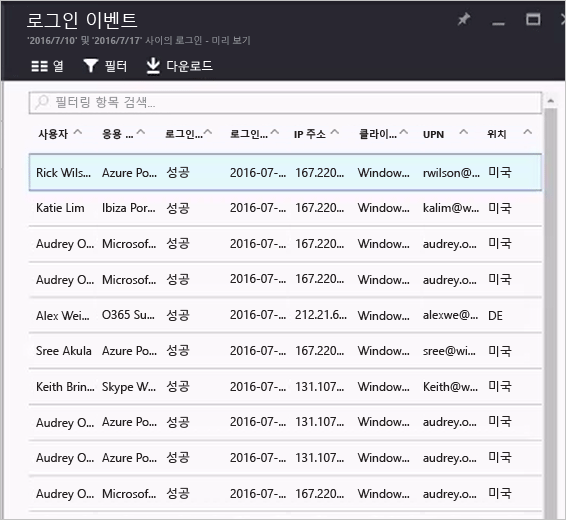 로그인 이벤트
'2016/7/10' 및 '2016/7/17' 사이의 로그인 - 미리 보기
열 필터 다운로드
필터링 항목 검색...
사용자 응용 ... 로그인... 로그인... IP 주소 클라이... UPN 위치
Rick Wils... Azure Po... 성공 2016-07-... 167.220... Window... rwilson@... 미국
Katie Lim Ibiza Por... 성공 2016-07-... 167.220... Window... kalim@w... 미국
Audrey O... Microsof... 성공 2016-07-... 167.220... Window... audrey.o... 미국
Audrey O... Microsof... 성공 2016-07-... 167.220... Window... audrey.o... 미국
Alex Wei... O365 Su... 성공 2016-07-... 212.21.6... Window... alexwe@... DE
Sree Akula Azure Po... 성공 2016-07-... 167.220... Window... sree@wi... 미국
Keith Brin... Skype W... 성공 2016-07-... 131.107... Window... Keith@w... 미국
Audrey O... Azure Po... 성공 2016-07-... 131.107... Window... audrey.o... 미국
Audrey O... Azure Po... 성공 2016-07-... 131.107... Window... audrey.o... 미국
Audrey O... Microsof... 성공 2016-07-... 167.220... Window... audrey.o... 미국